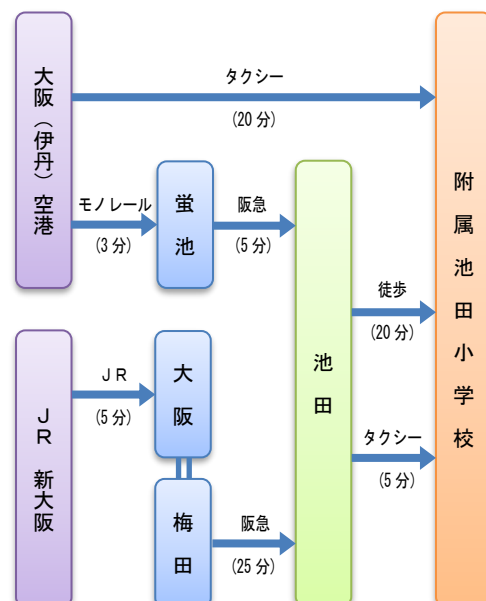 大阪（伊丹）空港
タクシー
(20 分)
モノレール
(3 分)
蛍池
阪急
(5 分)
池田
徒歩
(20 分)
タクシー
(5 分)
附属池田小学校
ＪＲ 新大阪
ＪＲ
(5 分)
大阪
梅田
阪急
(25 分)